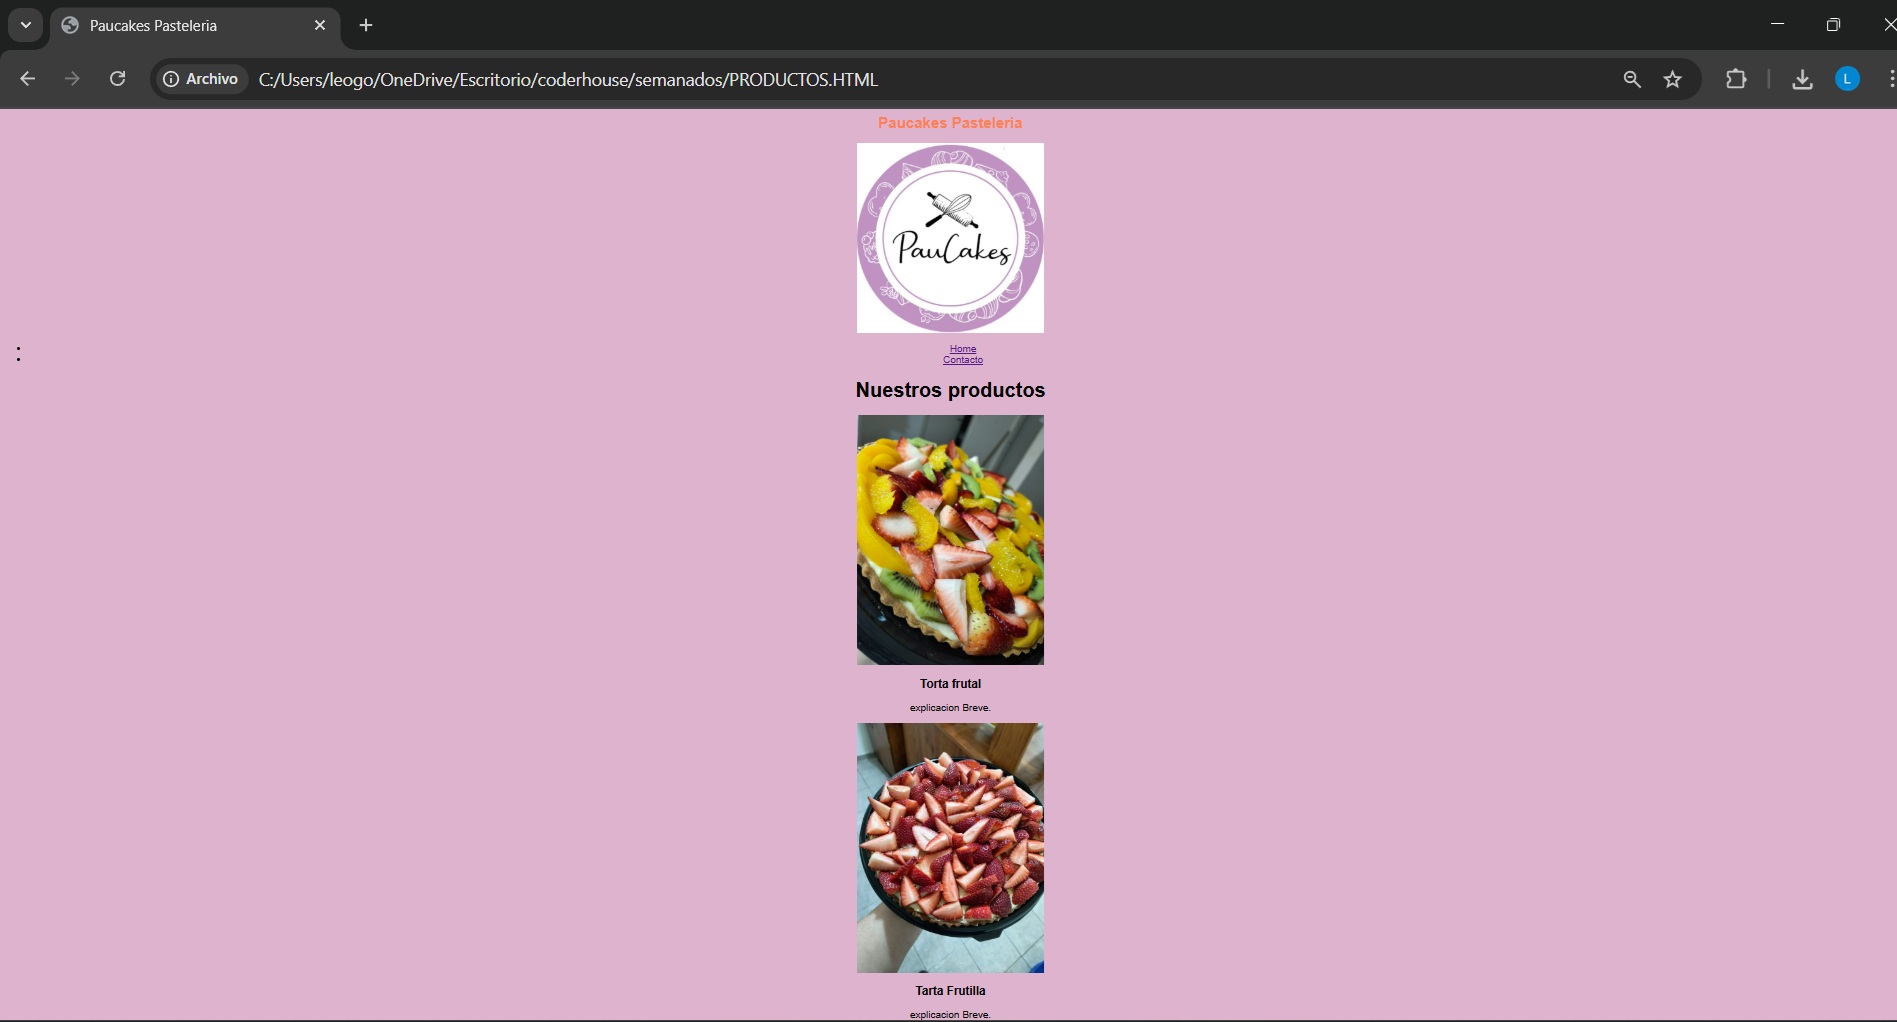 Paucakes Pasteleria
Archivo
C:/Users/leogo/OneDrive/Escritorio/coderhouse/semanados/PRODUCTOS.HTML
L
Paucakes Pasteleria
PauCakes
Home
Contacto
Nuestros productos
Torta frutal
explicacion Breve.
Tarta Frutilla
explicacion Breve.